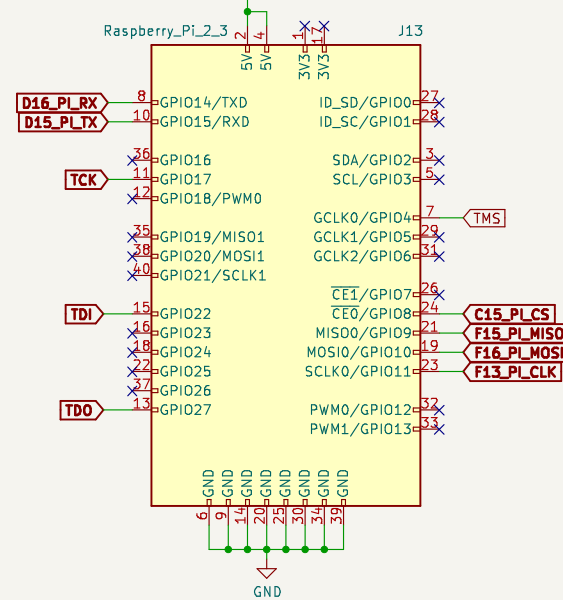 Raspberry_Pi_2_3 J13
2 4 1 17
5V 5V 3V3 3V3
D16_PI_RX 8 GPIO14/TXD ID_SD/GPIO0 27
D15_PI_TX 10 GPIO15/RXD ID_SC/GPIO1 28
36 GPIO16 SDA/GPIO2 3
TCK 11 GPIO17 SCL/GPIO3 5
12 GPIO18/PWM0
GCLK0/GPIO4 7 TMS
35 GPIO19/MISO1 GCLK1/GPIO5 29
38 GPIO20/MOSI1 GCLK2/GPIO6 31
40 GPIO21/SCLK1
CE1/GPIO7 26
TDI 15 GPIO22 CE0/GPIO8 24 C15_PI_CS
16 GPIO23 MISO0/GPIO9 21 F15_PI_MISO
18 GPIO24 MOSI0/GPIO10 19 F16_PI_MOSI
22 GPIO25 SCLK0/GPIO11 23 F13_PI_CLK
37 GPIO26
TDO 13 GPIO27 PWM0/GPIO12 32
PWM1/GPIO13 33
GND GND GND GND GND GND GND GND
6 9 14 20 25 30 34 39
GND